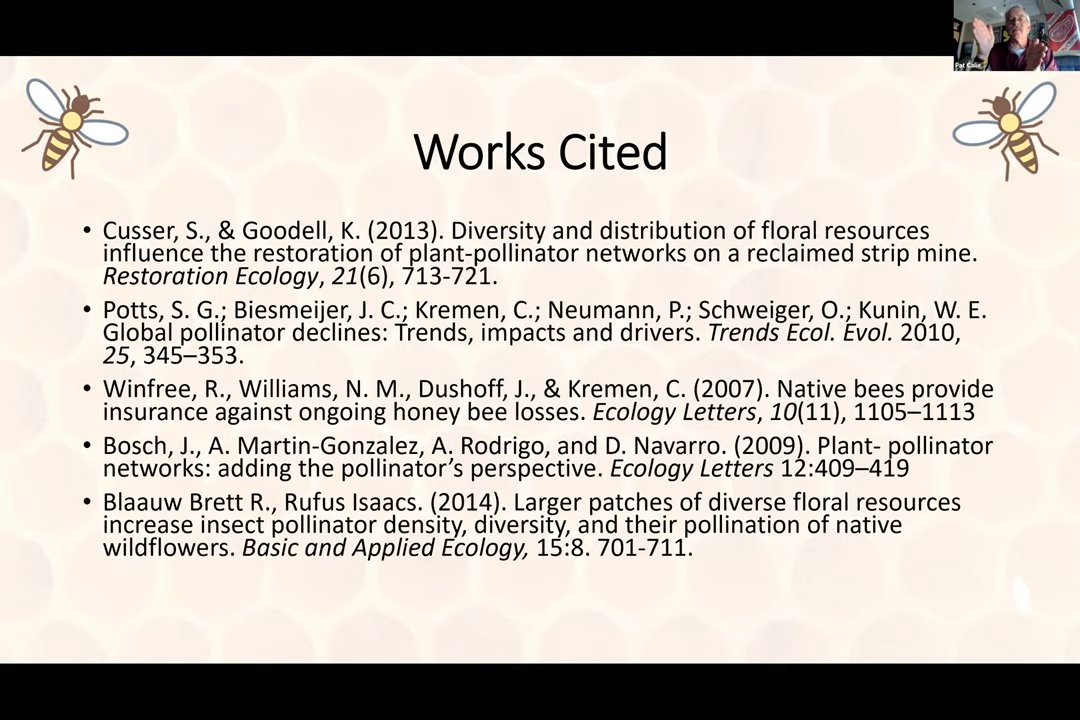 Pat Calie
Works Cited
• Cusser, S., & Goodell, K. (2013). Diversity and distribution of floral resources
influence the restoration of plant-pollinator networks on a reclaimed strip mine.
Restoration Ecology, 21(6), 713-721.
• Potts, S. G.; Biesmeijer, J. C.; Kremen, C.; Neumann, P.; Schweiger, O.; Kunin, W. E.
Global pollinator declines: Trends, impacts and drivers. Trends Ecol. Evol. 2010,
25, 345–353.
• Winfree, R., Williams, N. M., Dushoff, J., & Kremen, C. (2007). Native bees provide
insurance against ongoing honey bee losses. Ecology Letters, 10(11), 1105–1113
• Bosch, J., A. Martin-Gonzalez, A. Rodrigo, and D. Navarro. (2009). Plant- pollinator
networks: adding the pollinator’s perspective. Ecology Letters 12:409–419
• Blaauw Brett R., Rufus Isaacs. (2014). Larger patches of diverse floral resources
increase insect pollinator density, diversity, and their pollination of native
wildflowers. Basic and Applied Ecology, 15:8. 701-711.